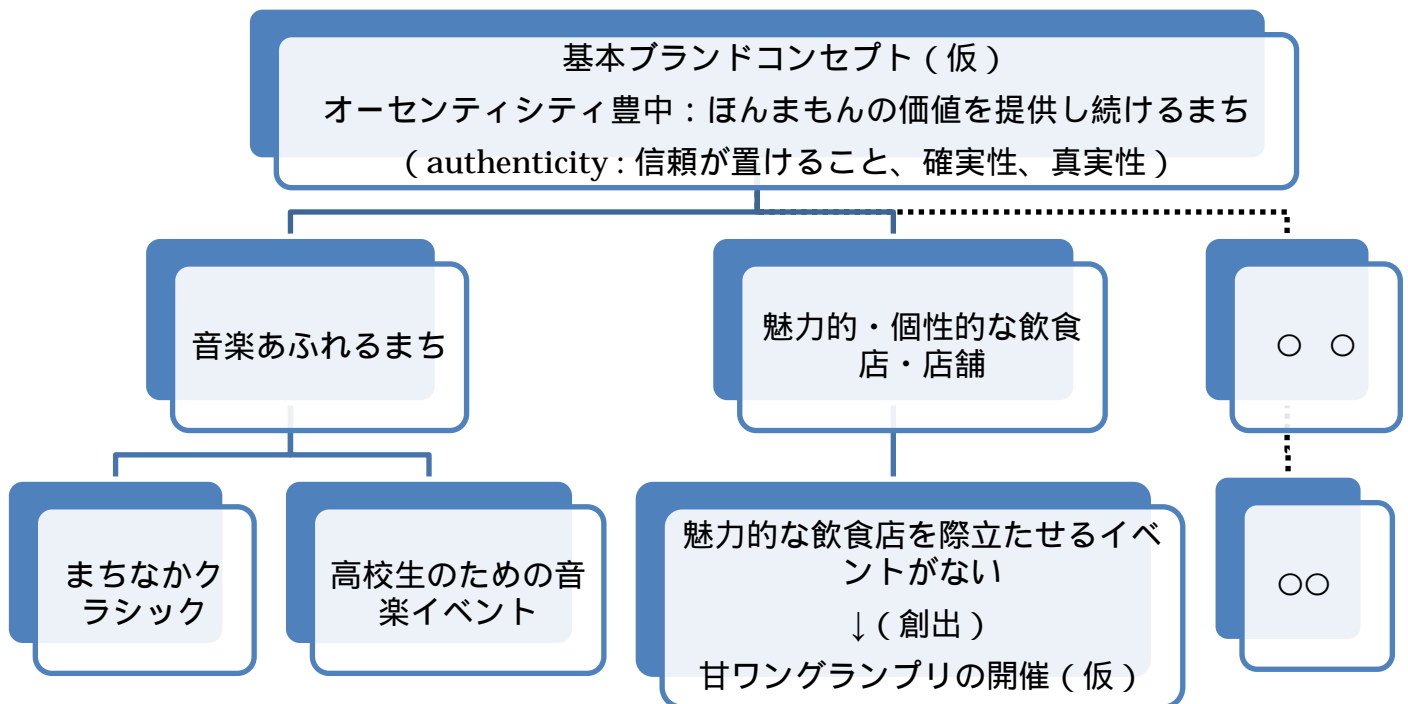 基本ブランドコンセプト（仮）
オーセンティシティ豊中：ほんまもんの価値を提供し続けるまち
（authenticity：信頼が置けること、確実性、真実性）
音楽あふれるまち
魅力的・個性的な飲食
店・店舗
○ ○
まちなかク
ラシック
高校生のための音
楽イベント
魅力的な飲食店を際立たせるイベ
ントがない
↓（創出）
甘ワングランプリの開催（仮）
○○